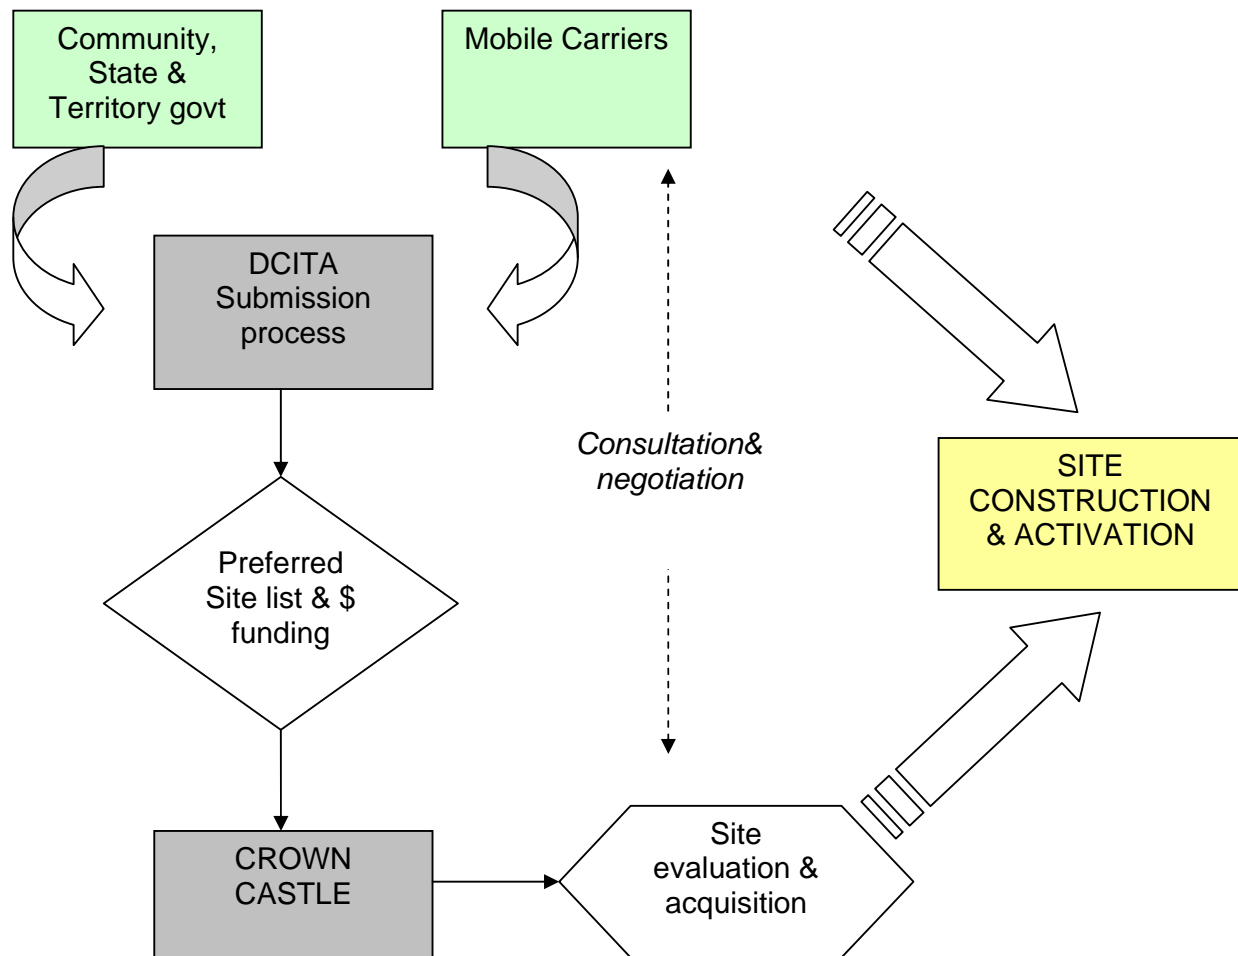 Community,
State &
Territory govt
Mobile Carriers
DCITA
Submission
process
Consultation&
negotiation
SITE
CONSTRUCTION
& ACTIVATION
Preferred
Site list & $
funding
CROWN
CASTLE
Site
evaluation &
acquisition